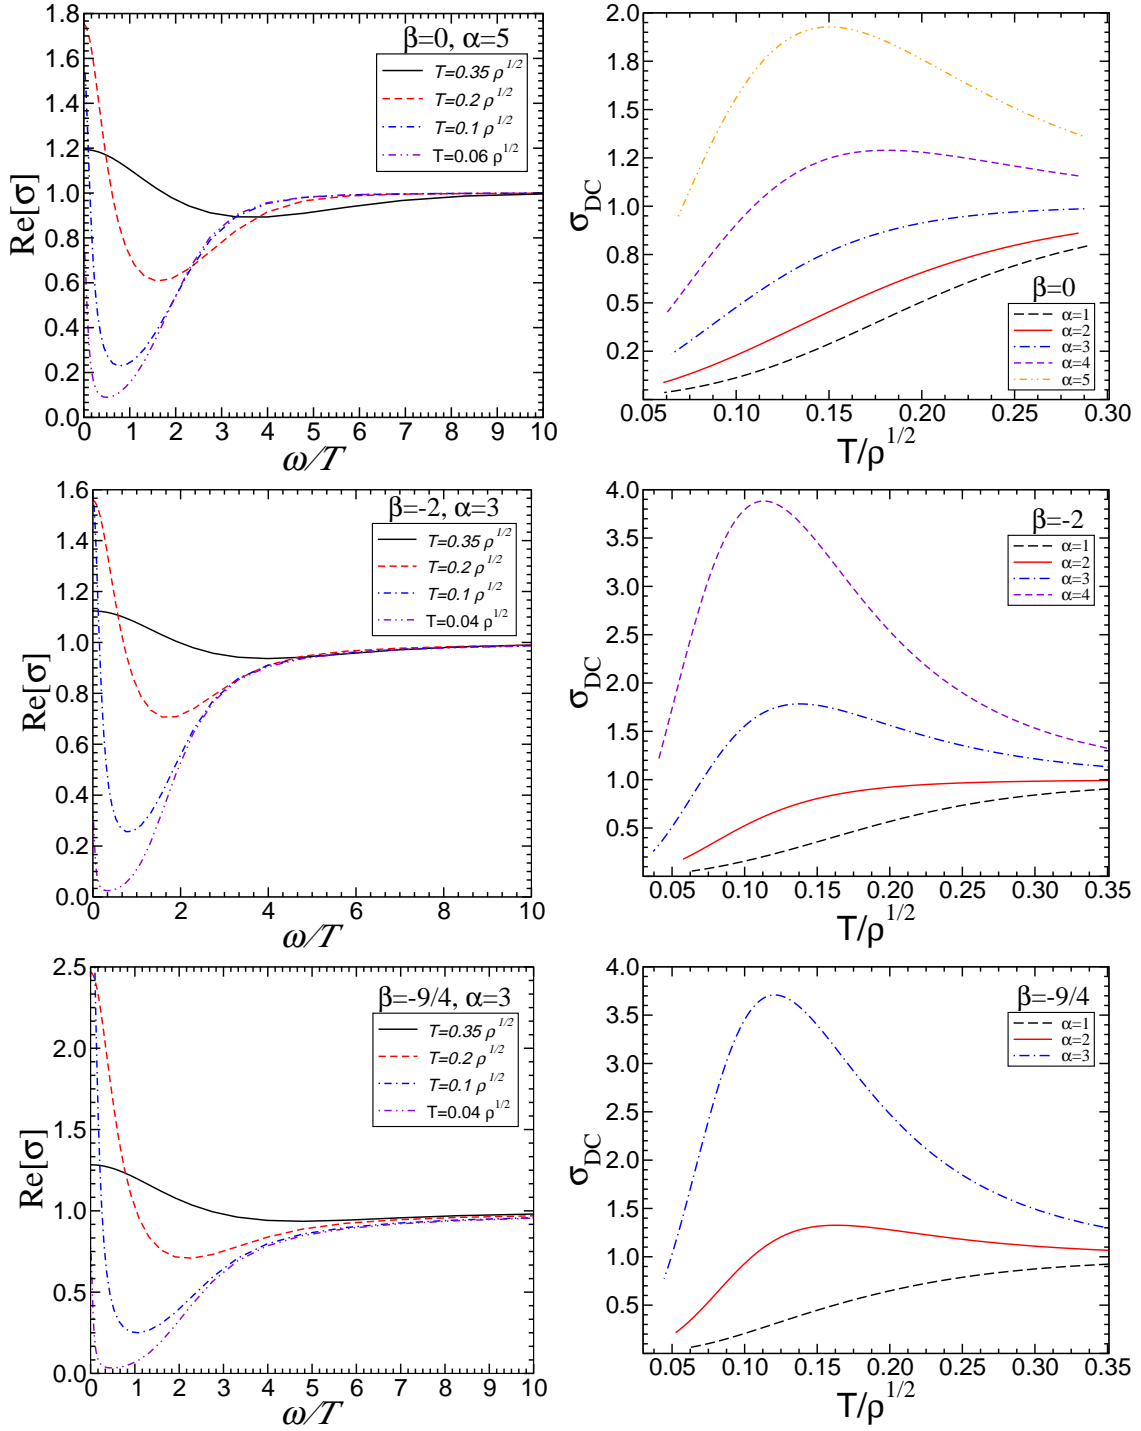 β=0, α=5
T=0.35 ρ^1/2
T=0.2 ρ^1/2
T=0.1 ρ^1/2
T=0.06 ρ^1/2
Re[σ]
1.8
1.6
1.4
1.2
1.0
0.8
0.6
0.4
0.2
0.0
0 1 2 3 4 5 6 7 8 9 10
ω/T
σDC
2.0
1.8
1.5
1.2
1.0
0.8
0.5
0.2
β=0
α=1
α=2
α=3
α=4
α=5
0.05 0.10 0.15 0.20 0.25 0.30
T/ρ^1/2
β=-2, α=3
T=0.35 ρ^1/2
T=0.2 ρ^1/2
T=0.1 ρ^1/2
T=0.04 ρ^1/2
Re[σ]
1.6
1.4
1.2
1.0
0.8
0.6
0.4
0.2
0.0
0 2 4 6 8 10
ω/T
β=-2
α=1
α=2
α=3
α=4
σDC
4.0
3.5
3.0
2.5
2.0
1.5
1.0
0.5
0.05 0.10 0.15 0.20 0.25 0.30 0.35
T/ρ^1/2
β=-9/4, α=3
T=0.35 ρ^1/2
T=0.2 ρ^1/2
T=0.1 ρ^1/2
T=0.04 ρ^1/2
Re[σ]
2.5
2.0
1.5
1.0
0.5
0.0
0 1 2 3 4 5 6 7 8 9 10
ω/T
β=-9/4
α=1
α=2
α=3
σDC
4.0
3.5
3.0
2.5
2.0
1.5
1.0
0.5
0.05 0.10 0.15 0.20 0.25 0.30 0.35
T/ρ^1/2